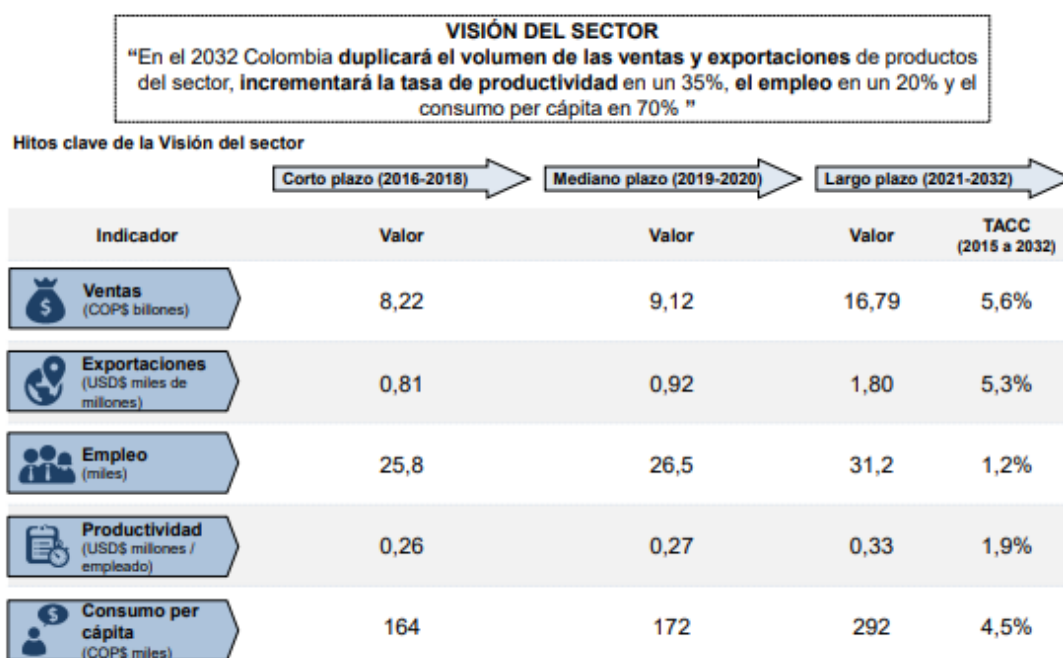 VISIÓN DEL SECTOR
“En el 2032 Colombia duplicará el volumen de las ventas y exportaciones de productos
del sector, incrementará la tasa de productividad en un 35%, el empleo en un 20% y el
consumo per cápita en 70% ”
Hitos clave de la Visión del sector
Corto plazo (2016-2018) Mediano plazo (2019-2020) Largo plazo (2021-2032)
Indicador Valor Valor Valor TACC
(2015 a 2032)
$ Ventas
(COP$ billones)
8,22 9,12 16,79 5,6%
Exportaciones
(USD$ miles de
millones)
0,81 0,92 1,80 5,3%
Empleo
(miles)
25,8 26,5 31,2 1,2%
Productividad
(USD$ millones /
empleado)
0,26 0,27 0,33 1,9%
$ Consumo per
cápita
(COP$ miles)
164 172 292 4,5%